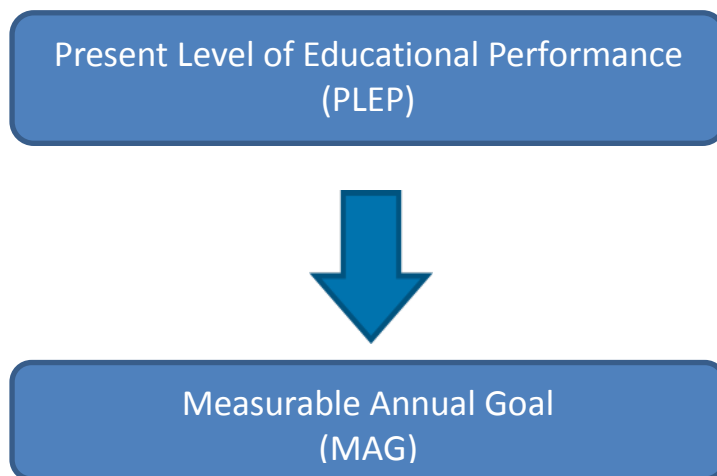 Present Level of Educational Performance
(PLEP)
Measurable Annual Goal
(MAG)